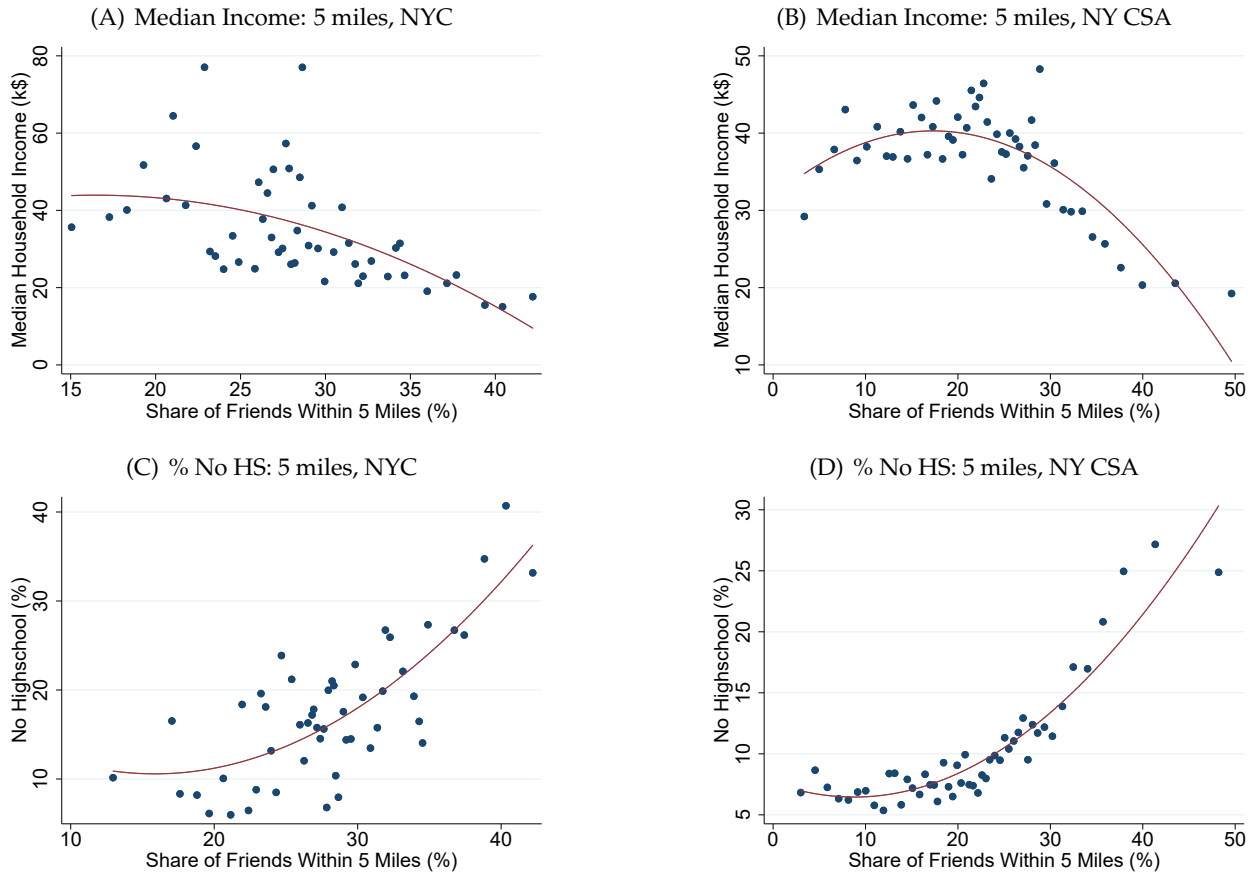 (A) Median Income: 5 miles, NYC
Median Household Income (k$)
80
60
40
20
0
15 20 25 30 35 40
Share of Friends Within 5 Miles (%)
(B) Median Income: 5 miles, NY CSA
Median Household Income (k$)
50
40
30
20
10
0 10 20 30 40 50
Share of Friends Within 5 Miles (%)
(C) % No HS: 5 miles, NYC
No Highschool (%)
40
30
20
10
10 20 30 40
Share of Friends Within 5 Miles (%)
(D) % No HS: 5 miles, NY CSA
No Highschool (%)
30
25
20
15
10
5
0 10 20 30 40 50
Share of Friends Within 5 Miles (%)